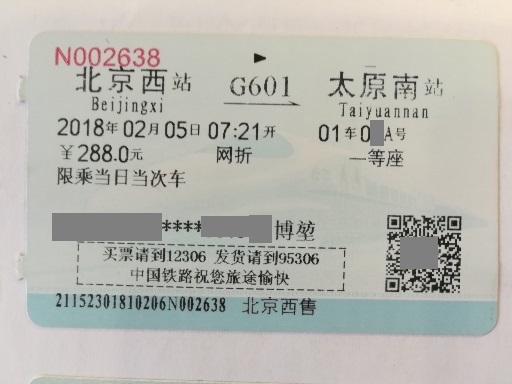 N002638
北京西站 G601 太原南站
Beijingxi Taiyuannan
2018年02月05日 07:21开 01车0 A号
￥288.0元 网折 一等座
限乘当日当次车
**** 博堃
买票请到12306 发货请到95306
中国铁路祝您旅途愉快
21152301810206N002638 北京西售